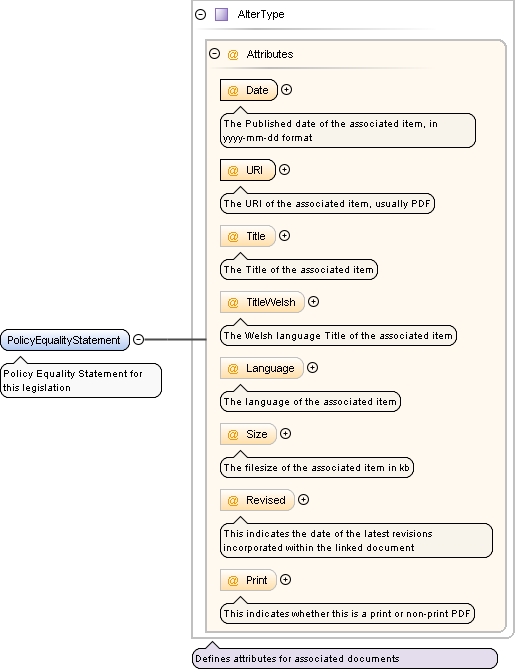 AlterType
@ Attributes
@ Date
The Published date of the associated item, in
yyyy-mm-dd format
@ URI
The URI of the associated item, usually PDF
@ Title
The Title of the associated item
@ TitleWelsh
The Welsh language Title of the associated item
PolicyEqualityStatement
Policy Equality Statement for
this legislation
@ Language
The language of the associated item
@ Size
The filesize of the associated item in kb
@ Revised
This indicates the date of the latest revisions
incorporated within the linked document
@ Print
This indicates whether this is a print or non-print PDF
Defines attributes for associated documents